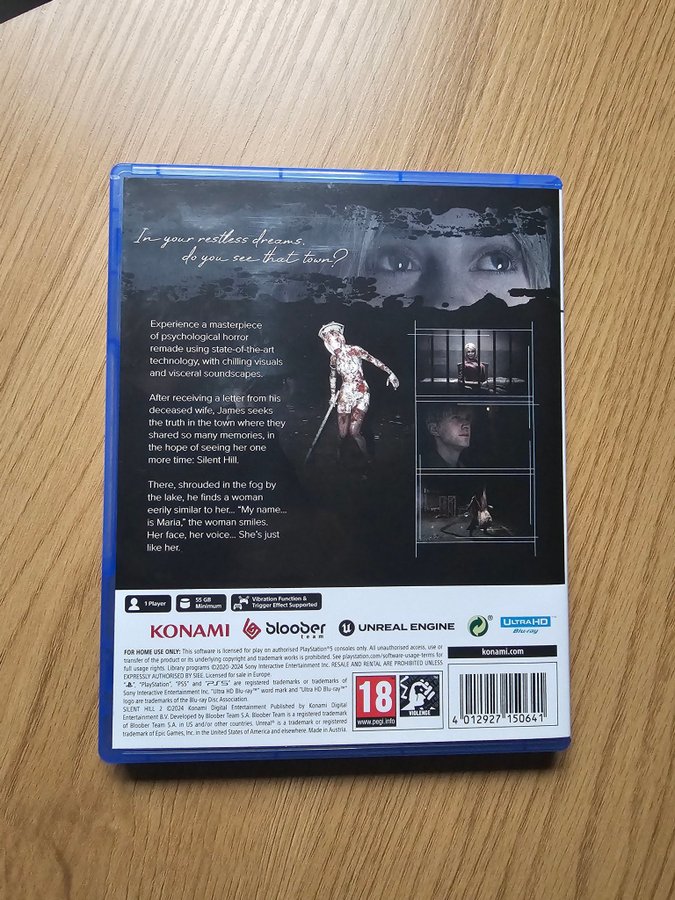 In your restless dreams,
do you see that town?
Experience a masterpiece
of psychological horror
remade using state-of-the-art
technology, with chilling visuals
and visceral soundscapes.
After receiving a letter from his
deceased wife, James seeks
the truth in the town where they
shared so many memories, in
the hope of seeing her one
more time: Silent Hill.
There, shrouded in the fog by
the lake, he finds a woman
eerily similar to her... “My name...
is Maria,” the woman smiles.
Her face, her voice... She’s just
like her.
1 Player
55 GB
Minimum
Vibration Function &
Trigger Effect Supported
KONAMI
bloober
team
UNREAL ENGINE
ULTRA HD
Blu-ray
FOR HOME USE ONLY: This software is licensed for play on authorised PlayStation®5 consoles only. All unauthorised access, use or
transfer of the product or its underlying copyright and trademark works is prohibited. See playstation.com/software-usage-terms for
full usage rights. Library programs ©2020-2024 Sony Interactive Entertainment Inc. RESALE AND RENTAL ARE PROHIBITED UNLESS
EXPRESSLY AUTHORISED BY SIE. Licensed for sale in Europe.
“PlayStation”, “PS5” and “PS5” are registered trademarks or trademarks of
Sony Interactive Entertainment Inc. “Ultra HD Blu-ray™” word mark and “Ultra HD Blu-ray™”
logo are trademarks of the Blu-ray Disc Association.
SILENT HILL 2 ©2024 Konami Digital Entertainment Published by Konami Digital
Entertainment B.V. Developed by Bloober Team S.A. Bloober Team is a registered trademark
of Bloober Team S.A. in US and/or other countries. Unreal® is a trademark or registered
trademark of Epic Games, Inc. in the United States of America and elsewhere. Made in Austria.
18
www.pegi.info
VIOLENCE
konami.com
4 012927 150641